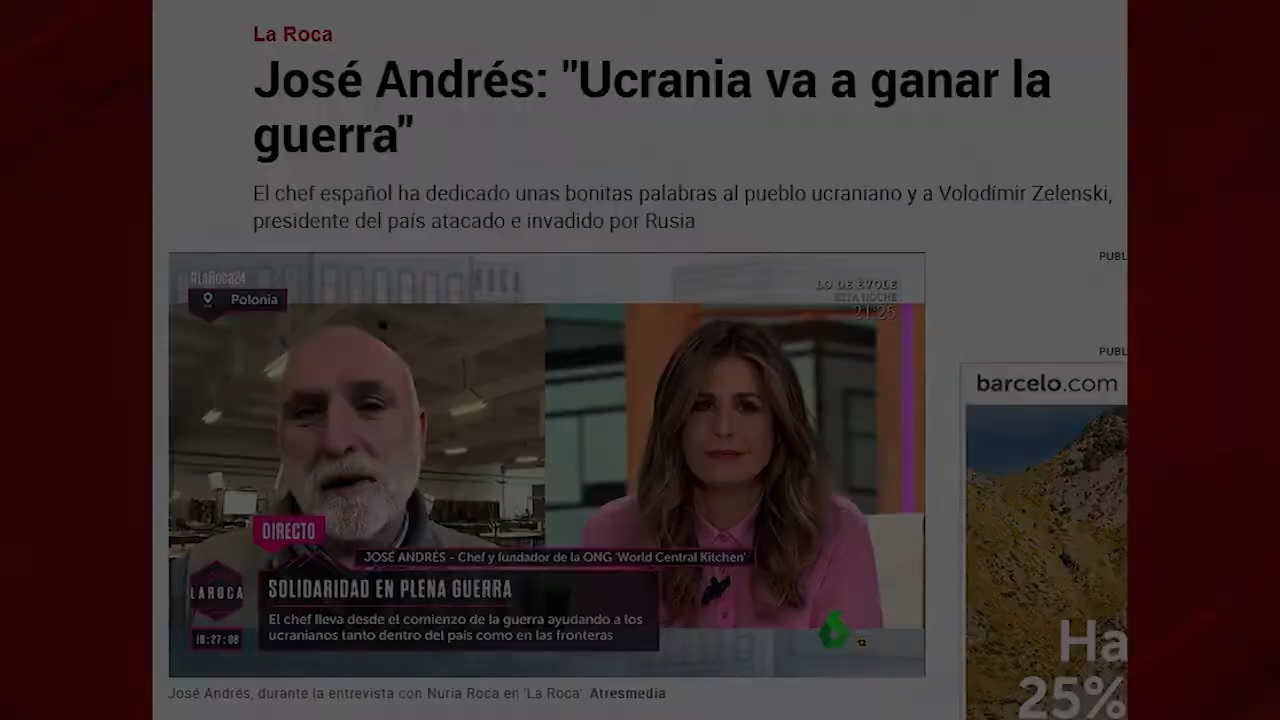 La Roca
José Andrés: "Ucrania va a ganar la
guerra"
El chef español ha dedicado unas bonitas palabras al pueblo ucraniano y a Volodímir Zelenski,
presidente del país atacado e invadido por Rusia
PUBL
#LaRoca24
Polonia
LO DE ÉVOLE
ESTA NOCHE
21:25
PUBL
barcelo.com
DIRECTO
JOSÉ ANDRÉS - Chef y fundador de la ONG 'World Central Kitchen'
LAROCA
SOLIDARIDAD EN PLENA GUERRA
El chef lleva desde el comienzo de la guerra ayudando a los
ucranianos tanto dentro del país como en las fronteras
18:27:08
12
Ha
25%
José Andrés, durante la entrevista con Nuria Roca en 'La Roca' Atresmedia